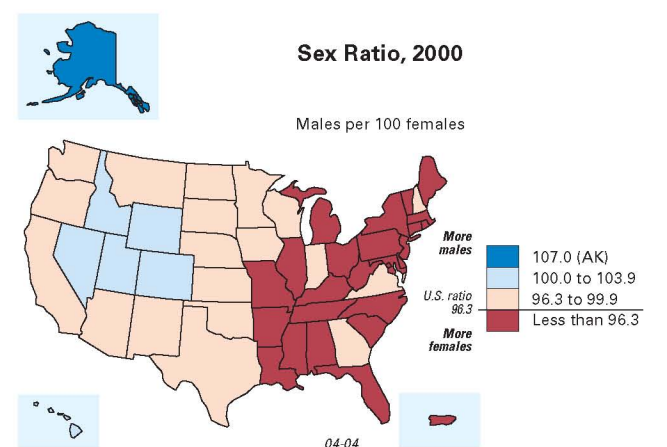 Sex Ratio, 2000
Males per 100 females
More
males
U.S. ratio
96.3
More
females
107.0 (AK)
100.0 to 103.9
96.3 to 99.9
Less than 96.3
04-04